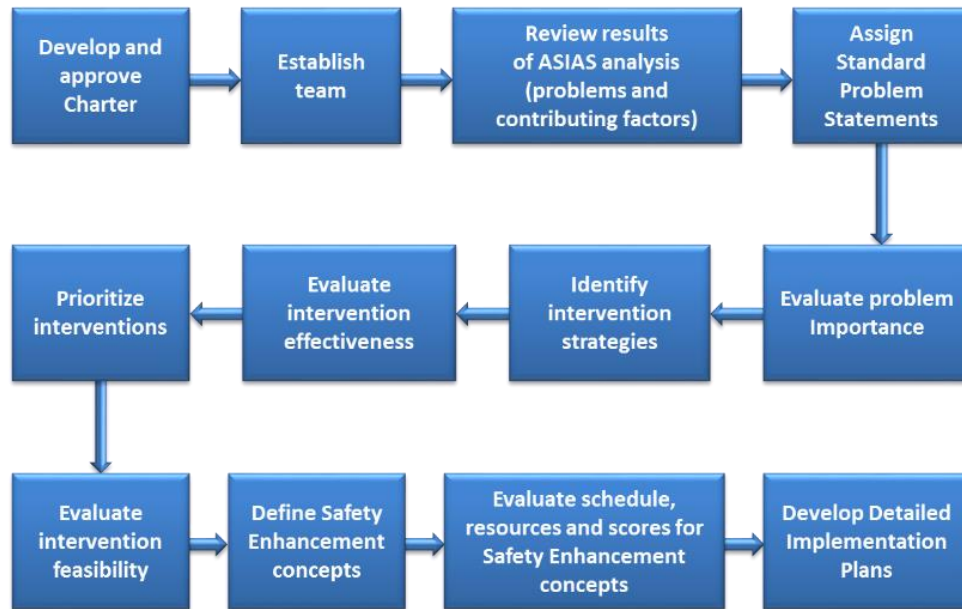 Develop and
approve
Charter
Establish
team
Review results
of ASIAS analysis
(problems and
contributing factors)
Assign
Standard
Problem
Statements
Evaluate problem
Importance
Identify
intervention
strategies
Evaluate
intervention
effectiveness
Prioritize
interventions
Evaluate
intervention
feasibility
Define Safety
Enhancement
concepts
Evaluate schedule,
resources and scores for
Safety Enhancement
concepts
Develop Detailed
Implementation
Plans